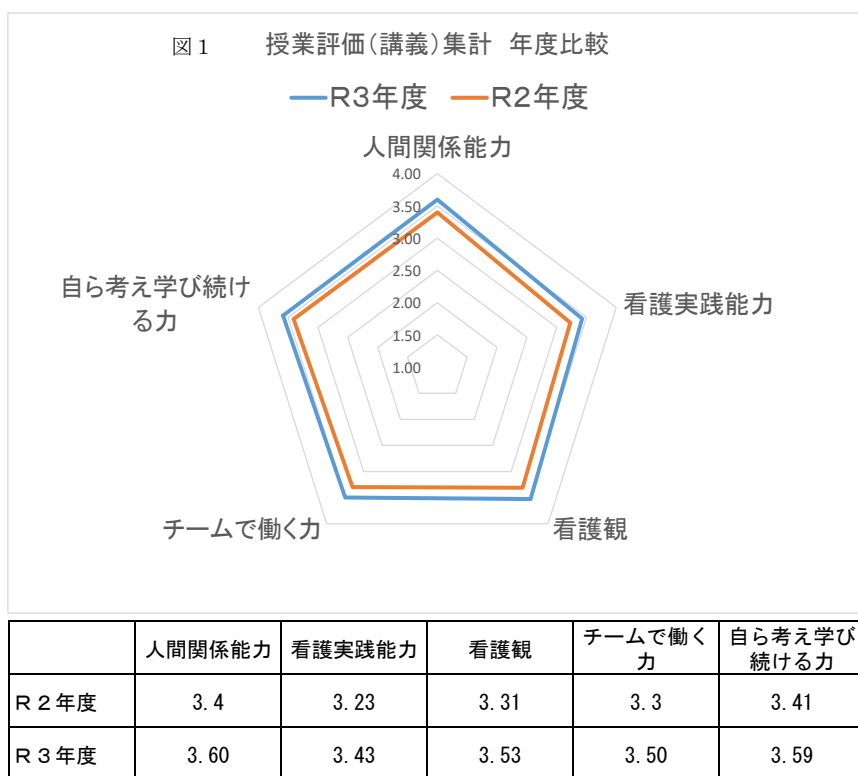 図1 授業評価(講義)集計 年度比較
R3年度 R2年度
人間関係能力
4.00
3.50
3.00
2.50
2.00
1.50
1.00
看護実践能力
看護観
チームで働く力
自ら考え学び続け
る力
人間関係能力 看護実践能力 看護観 チームで働く力 自ら考え学び続ける力
R2年度 3.4 3.23 3.31 3.3 3.41
R3年度 3.60 3.43 3.53 3.50 3.59